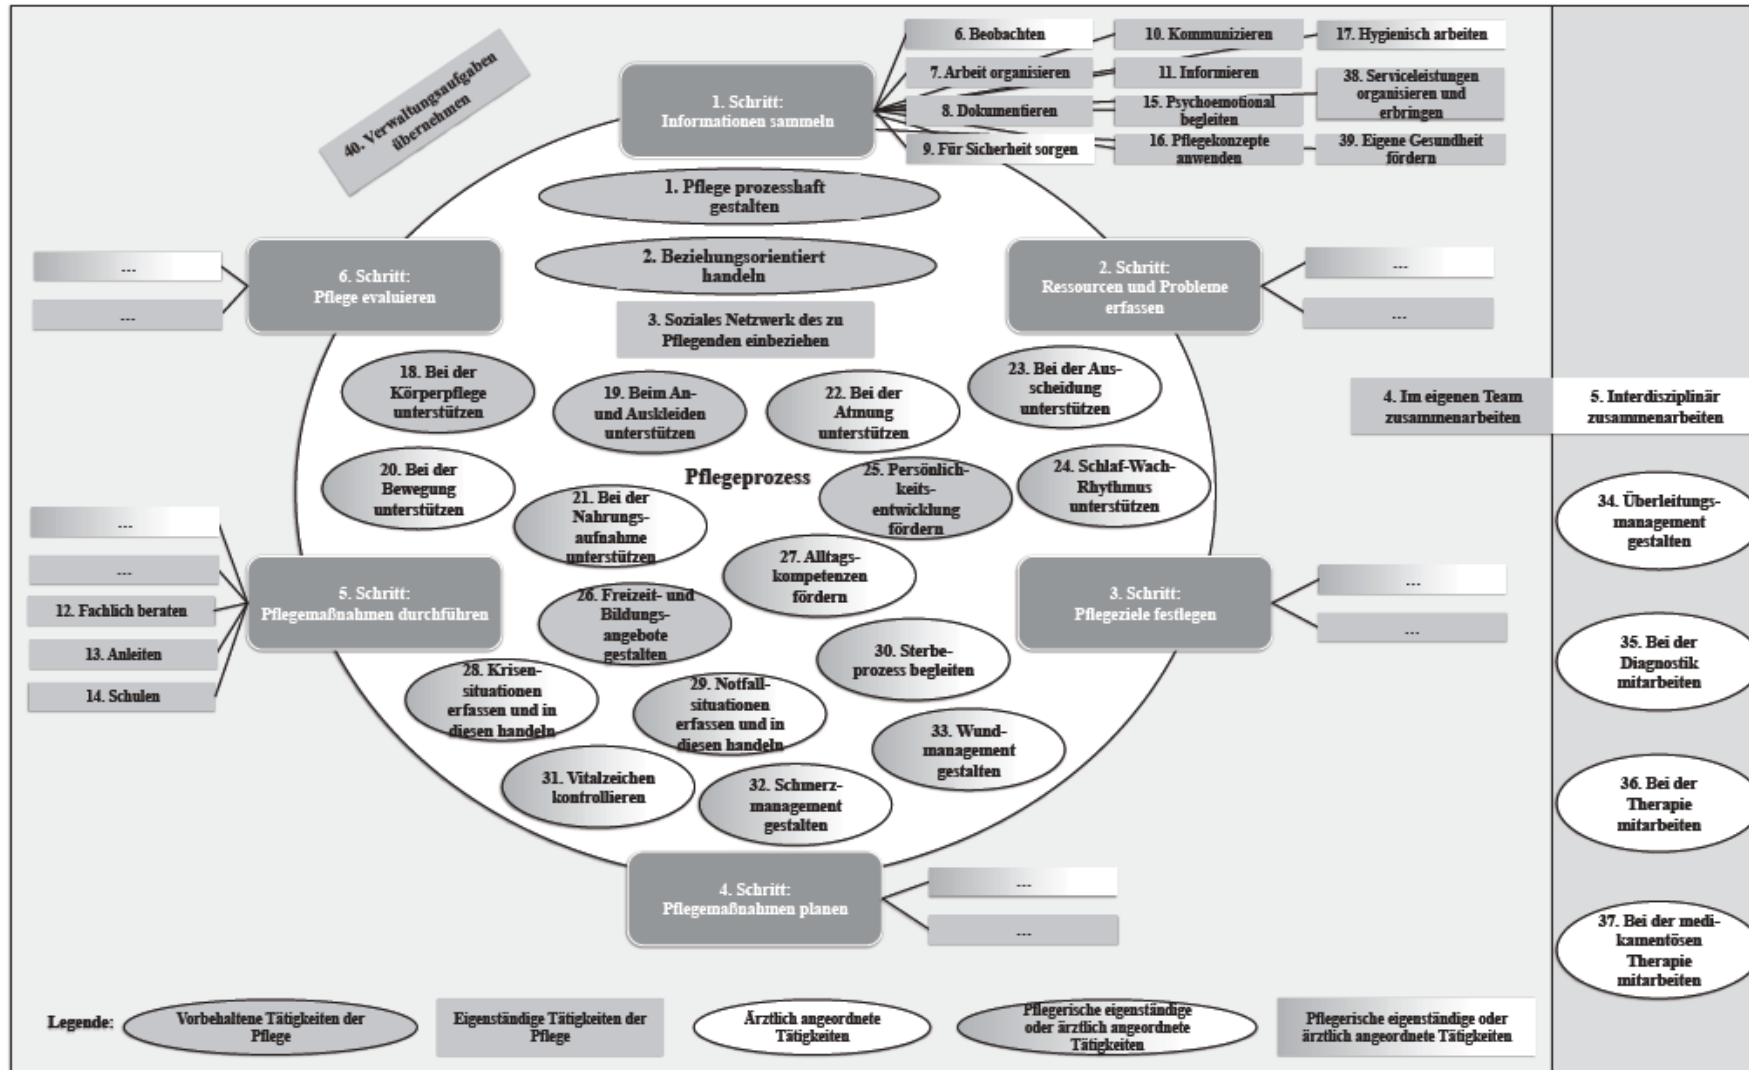 40. Verwaltungsaufgaben
übernehmen
1. Schritt:
Informationen sammeln
6. Beobachten
10. Kommunizieren
17. Hygienisch arbeiten
7. Arbeit organisieren
11. Informieren
38. Serviceleistungen
organisieren und
erbringen
8. Dokumentieren
15. Psychoemotional
begleiten
9. Für Sicherheit sorgen
16. Pflegekonzepte
anwenden
39. Eigene Gesundheit
fördern
1. Pflege prozesshaft
gestalten
2. Beziehungsorientiert
handeln
3. Soziales Netzwerk des zu
Pflegenden einbeziehen
...
...
6. Schritt:
Pflege evaluieren
2. Schritt:
Ressourcen und Probleme
erfassen
...
...
18. Bei der
Körperpflege
unterstützen
19. Beim An-
und Auskleiden
unterstützen
22. Bei der
Atmung
unterstützen
23. Bei der Aus-
scheidung
unterstützen
4. Im eigenen Team
zusammenarbeiten
5. Interdisziplinär
zusammenarbeiten
20. Bei der
Bewegung
unterstützen
21. Bei der
Nahrungs-
aufnahme
unterstützen
Pflegeprozess
25. Persönlich-
keits-
entwicklung
fördern
24. Schlaf-Wach-
Rhythmus
unterstützen
34. Überleitungs-
management
gestalten
...
...
12. Fachlich beraten
13. Anleiten
14. Schulen
5. Schritt:
Pflegemaßnahmen durchführen
27. Alltags-
kompetenzen
fördern
26. Freizeit- und
Bildungs-
angebote
gestalten
3. Schritt:
Pflegeziele festlegen
...
...
30. Sterbe-
prozess begleiten
35. Bei der
Diagnostik
mitarbeiten
28. Krisen-
situationen
erfassen und in
diesen handeln
29. Notfall-
situationen
erfassen und in
diesen handeln
33. Wund-
management
gestalten
31. Vitalzeichen
kontrollieren
32. Schmerz-
management
gestalten
36. Bei der
Therapie
mitarbeiten
4. Schritt:
Pflegemaßnahmen planen
...
...
37. Bei der medi-
kamentösen
Therapie
mitarbeiten
Legende:
Vorbehaltene Tätigkeiten der
Pflege
Eigenständige Tätigkeiten der
Pflege
Ärztlich angeordnete
Tätigkeiten
Pflegerische eigenständige
oder ärztlich angeordnete
Tätigkeiten
Pflegerische eigenständige oder
ärztlich angeordnete Tätigkeiten